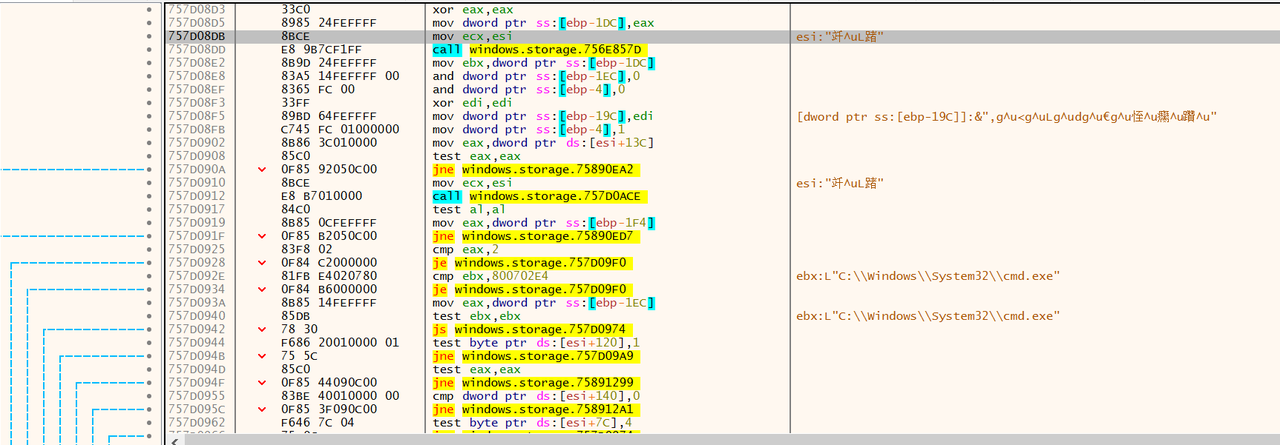 757D08D3 33C0 xor eax,eax
757D08D5 8985 24FEFFFF mov dword ptr ss:[ebp-1DC],eax
757D08DB 8BCE mov ecx,esi esi:"竏^uL踷"
757D08DD E8 9B7CF1FF call windows.storage.756E857D
757D08E2 8B9D 24FEFFFF mov ebx,dword ptr ss:[ebp-1DC]
757D08E8 83A5 14FEFFFF 00 and dword ptr ss:[ebp-1EC],0
757D08EF 8365 FC 00 and dword ptr ss:[ebp-4],0
757D08F3 33FF xor edi,edi
757D08F5 89BD 64FEFFFF mov dword ptr ss:[ebp-19C],edi [dword ptr ss:[ebp-19C]]:&",g^u<g^uLg^udg^u€g^u恎^u癟^u躦^u"
757D08FB C745 FC 01000000 mov dword ptr ss:[ebp-4],1
757D0902 8B86 3C010000 mov eax,dword ptr ds:[esi+13C]
757D0908 85C0 test eax,eax
757D090A 0F85 92050C00 jne windows.storage.75890EA2
757D0910 8BCE mov ecx,esi esi:"竏^uL踷"
757D0912 E8 B7010000 call windows.storage.757D0ACE
757D0917 84C0 test al,al
757D0919 8B85 0CFEFFFF mov eax,dword ptr ss:[ebp-1F4]
757D091F 0F85 B2050C00 jne windows.storage.75890ED7
757D0925 83F8 02 cmp eax,2
757D0928 0F84 C2000000 je windows.storage.757D09F0
757D092E 81FB E4020780 cmp ebx,800702E4 ebx:L"C:\\Windows\\System32\\cmd.exe"
757D0934 0F84 B6000000 je windows.storage.757D09F0
757D093A 8B85 14FEFFFF mov eax,dword ptr ss:[ebp-1EC]
757D0940 85DB test ebx,ebx ebx:L"C:\\Windows\\System32\\cmd.exe"
757D0942 78 30 js windows.storage.757D0974
757D0944 F686 20010000 01 test byte ptr ds:[esi+120],1
757D094B 75 5C jne windows.storage.757D09A9
757D094D 85C0 test eax,eax
757D094F 0F85 44090C00 jne windows.storage.75891299
757D0955 83BE 40010000 00 cmp dword ptr ds:[esi+140],0
757D095C 0F85 3F090C00 jne windows.storage.758912A1
757D0962 F646 7C 04 test byte ptr ds:[esi+7C],4